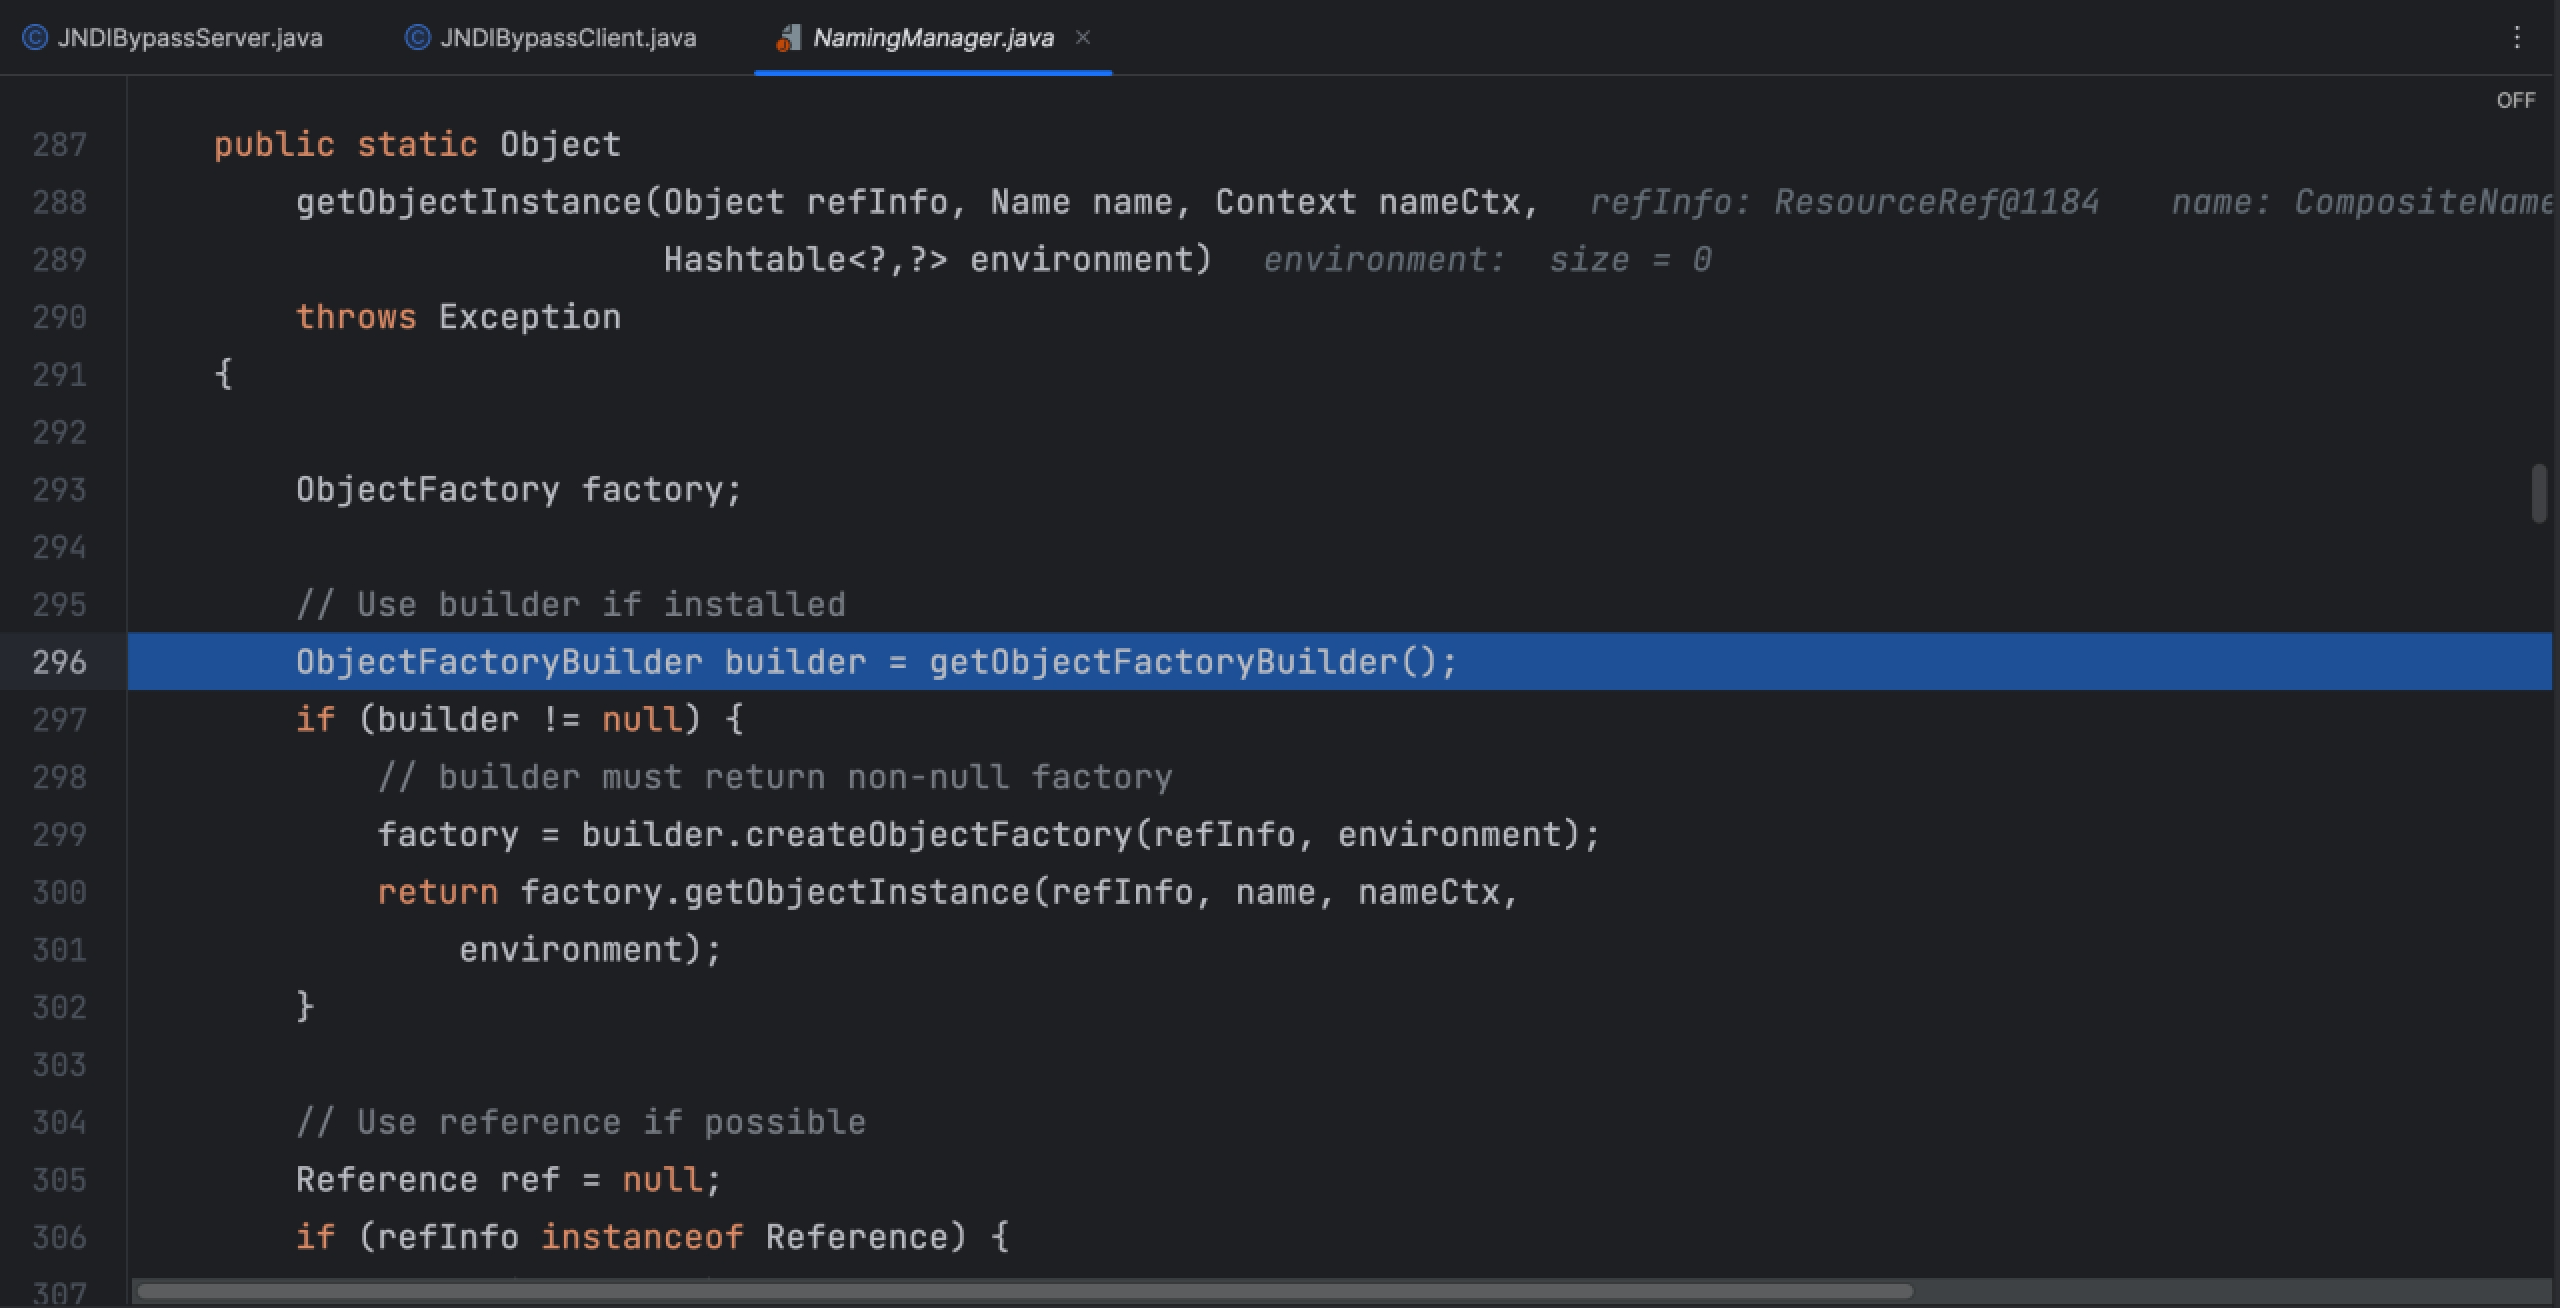 JNDIBypassServer.java JNDIBypassClient.java NamingManager.java
OFF
287 public static Object
288 getObjectInstance(Object refInfo, Name name, Context nameCtx, refInfo: ResourceRef@1184 name: CompositeName
289 Hashtable<?,?> environment) environment: size = 0
290 throws Exception
291 {
292
293 ObjectFactory factory;
294
295 // Use builder if installed
296 ObjectFactoryBuilder builder = getObjectFactoryBuilder();
297 if (builder != null) {
298 // builder must return non-null factory
299 factory = builder.createObjectFactory(refInfo, environment);
300 return factory.getObjectInstance(refInfo, name, nameCtx,
301 environment);
302 }
303
304 // Use reference if possible
305 Reference ref = null;
306 if (refInfo instanceof Reference) {
307